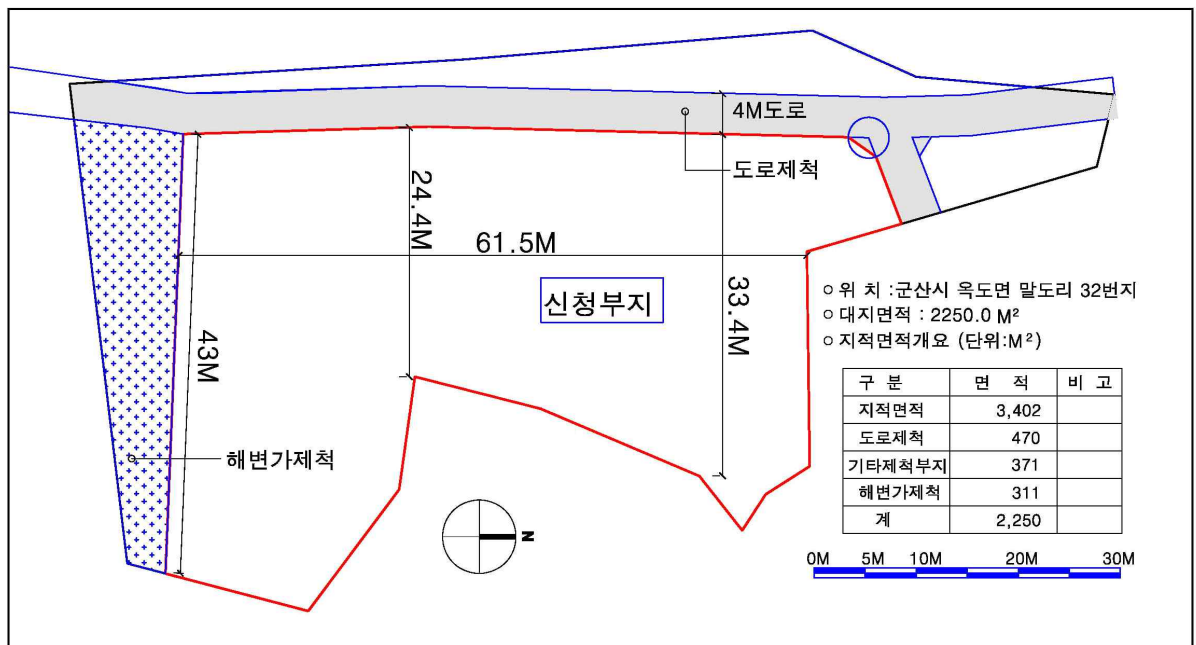 4M도로
도로제척
24.4M
61.5M
신청부지
33.4M
43M
해변가제척
N
위 치 :군산시 옥도면 말도리 32번지
대지면적 : 2250.0 M²
지적면적개요 (단위:M²)
구 분 면 적 비 고
지적면적 3,402
도로제척 470
기타제척부지 371
해변가제척 311
계 2,250
0M 5M 10M 20M 30M